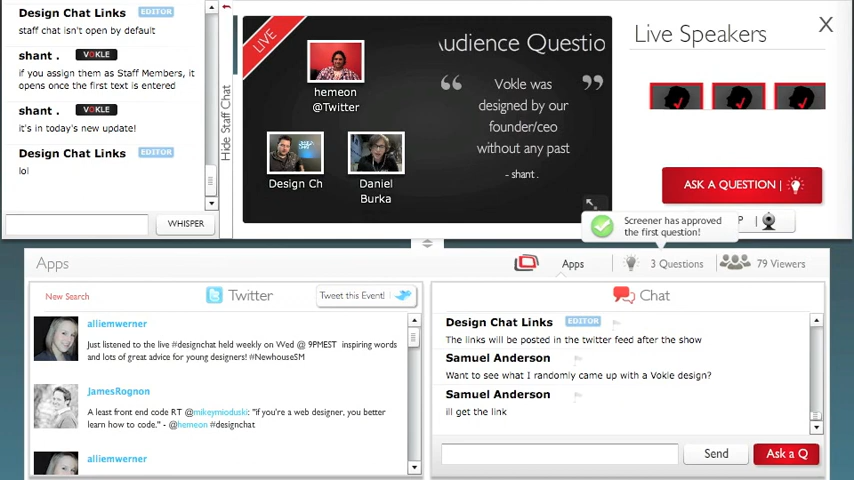 Design Chat Links EDITOR
staff chat isn't open by default
shant . VOKLE
if you assign them as Staff Members, it
opens once the first text is entered
shant . VOKLE
it's in today's new update!
Design Chat Links EDITOR
lol
WHISPER
Hide Staff Chat
LIVE
hemeon
@Twitter
Design Ch
Daniel
Burka
udience Questio
“ Vokle was ”
designed by our
founder/ceo
without any past
- shant .
Live Speakers
X
ASK A QUESTION |
P |
Screener has approved
the first question!
Apps
Apps
3 Questions
79 Viewers
New Search
Twitter
Tweet this Event!
alliemwerner
Just listened to the live #designchat held weekly on Wed @ 9PMEST inspiring words
and lots of great advice for young designers! #NewhouseSM
JamesRognon
A least front end code RT @mikeymioduski: "if you're a web designer, you better
learn how to code." - @hemeon #designchat
alliemwerner
Chat
Design Chat Links EDITOR
The links will be posted in the twitter feed after the show
Samuel Anderson
Want to see what I randomly came up with a Vokle design?
Samuel Anderson
ill get the link
Send
Ask a Q